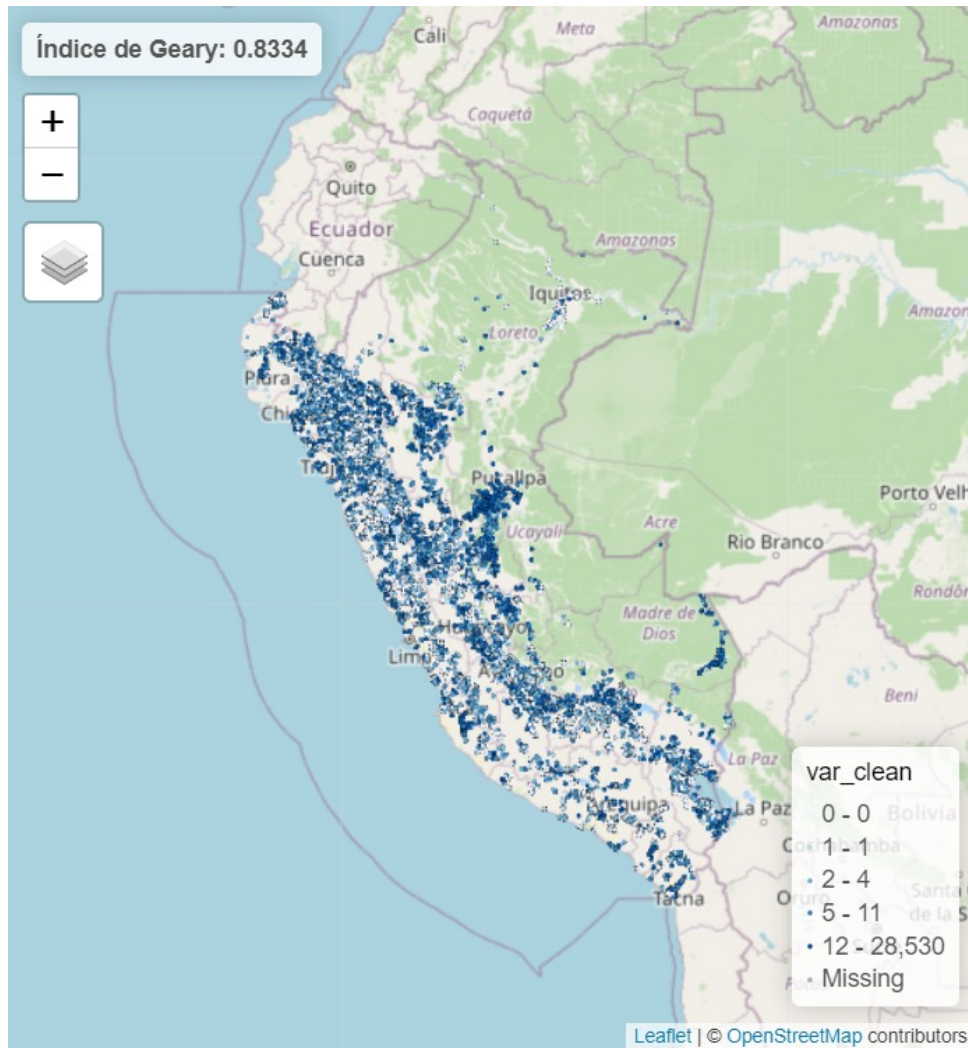 Índice de Geary: 0.8334
+
−
Cali
Meta
Amazonas
Caquetá
Quito
Ecuador
Cuenca
Amazonas
Iquitos
Loreto
Piura
Pucallpa
Ucayali
Acre
Rio Branco
Madre de
Dios
Lima
Beni
La Paz
Arequipa
La Paz
Bolivia
Tacna
var_clean
0 - 0
1 - 1
2 - 4
5 - 11
12 - 28,530
Missing
Leaflet | © OpenStreetMap contributors